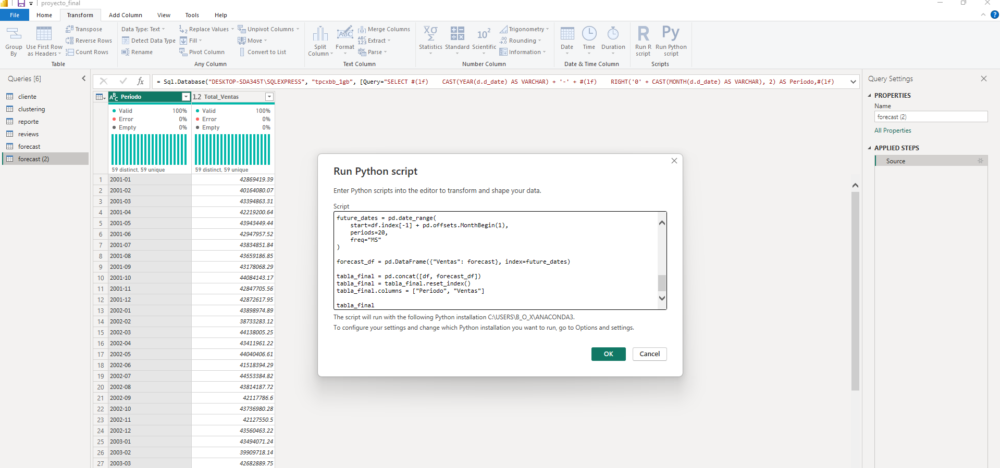 proyecto_final
File Home Transform Add Column View Tools Help
Group By
Use First Row as Headers
Transpose
Reverse Rows
Count Rows
Table
Data Type: Text
Detect Data Type
Rename
Replace Values
Fill
Pivot Column
Unpivot Columns
Move
Convert to List
Any Column
Split Column
Format
Merge Columns
Extract
Parse
Text Column
Statistics
Standard
Scientific
Trigonometry
Rounding
Information
Number Column
Date
Time
Duration
Date & Time Column
Run R script
Run Python script
Scripts
Queries [6]
cliente
clustering
reporte
reviews
forecast
forecast (2)
= Sql.Database("DESKTOP-SDA345T\SQLEXPRESS", "tpcxbb_1gb", [Query="SELECT #(lf)    CAST(YEAR(d.d_date) AS VARCHAR) + '-' + #(lf)    RIGHT('0' + CAST(MONTH(d.d_date) AS VARCHAR), 2) AS Periodo,#(lf)
Periodo 1.2 Total_Ventas
Valid 100% Valid 100%
Error 0% Error 0%
Empty 0% Empty 0%
59 distinct, 59 unique 59 distinct, 59 unique
1 2001-01 42869419.39
2 2001-02 40164080.07
3 2001-03 43394863.31
4 2001-04 42219200.64
5 2001-05 43943449.44
6 2001-06 42947957.52
7 2001-07 43834851.84
8 2001-08 43659186.85
9 2001-09 43178068.29
10 2001-10 44084143.17
11 2001-11 42847705.56
12 2001-12 42872617.95
13 2002-01 43898974.89
14 2002-02 38733283.12
15 2002-03 44138005.25
16 2002-04 43411961.22
17 2002-05 44040406.61
18 2002-06 41518394.29
19 2002-07 44553384.82
20 2002-08 43814187.72
21 2002-09 42117786.6
22 2002-10 43736980.28
23 2002-11 42127550.5
24 2002-12 43560463.22
25 2003-01 43494071.24
26 2003-02 39909718.14
27 2003-03 42682889.75
Run Python script
Enter Python scripts into the editor to transform and shape your data.
Script
future_dates = pd.date_range(
    start=df.index[-1] + pd.offsets.MonthBegin(1),
    periods=20,
    freq="MS"
)
forecast_df = pd.DataFrame({"Ventas": forecast}, index=future_dates)
tabla_final = pd.concat([df, forecast_df])
tabla_final = tabla_final.reset_index()
tabla_final.columns = ["Periodo", "Ventas"]
tabla_final
The script will run with the following Python installation C:\USERS\B_O_X\ANACONDA3.
To configure your settings and change which Python installation you want to run, go to Options and settings.
OK Cancel
Query Settings
PROPERTIES
Name
forecast (2)
All Properties
APPLIED STEPS
Source